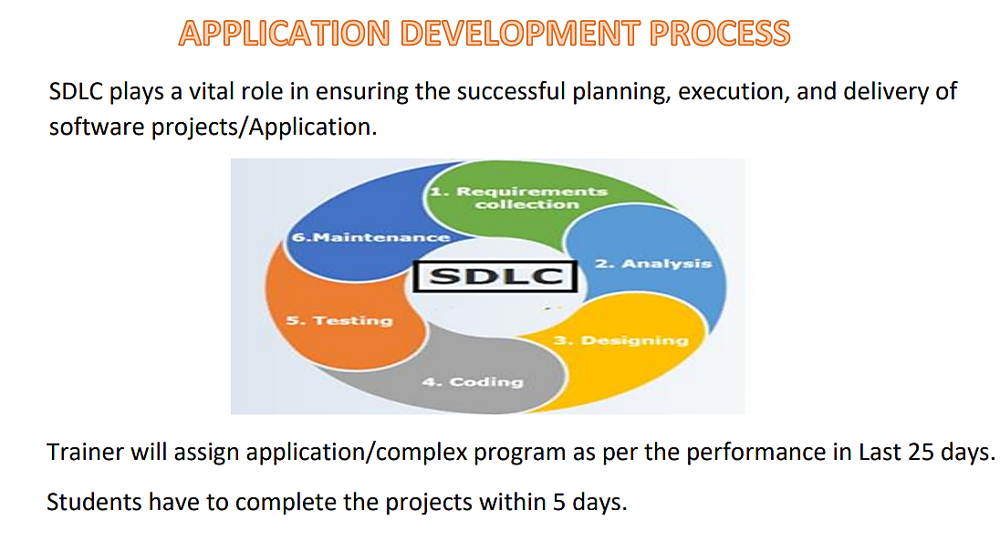 APPLICATION DEVELOPMENT PROCESS
SDLC plays a vital role in ensuring the successful planning, execution, and delivery of
software projects/Application.
1. Requirements
collection
2. Analysis
3. Designing
4. Coding
5. Testing
6.Maintenance
SDLC
Trainer will assign application/complex program as per the performance in Last 25 days.
Students have to complete the projects within 5 days.